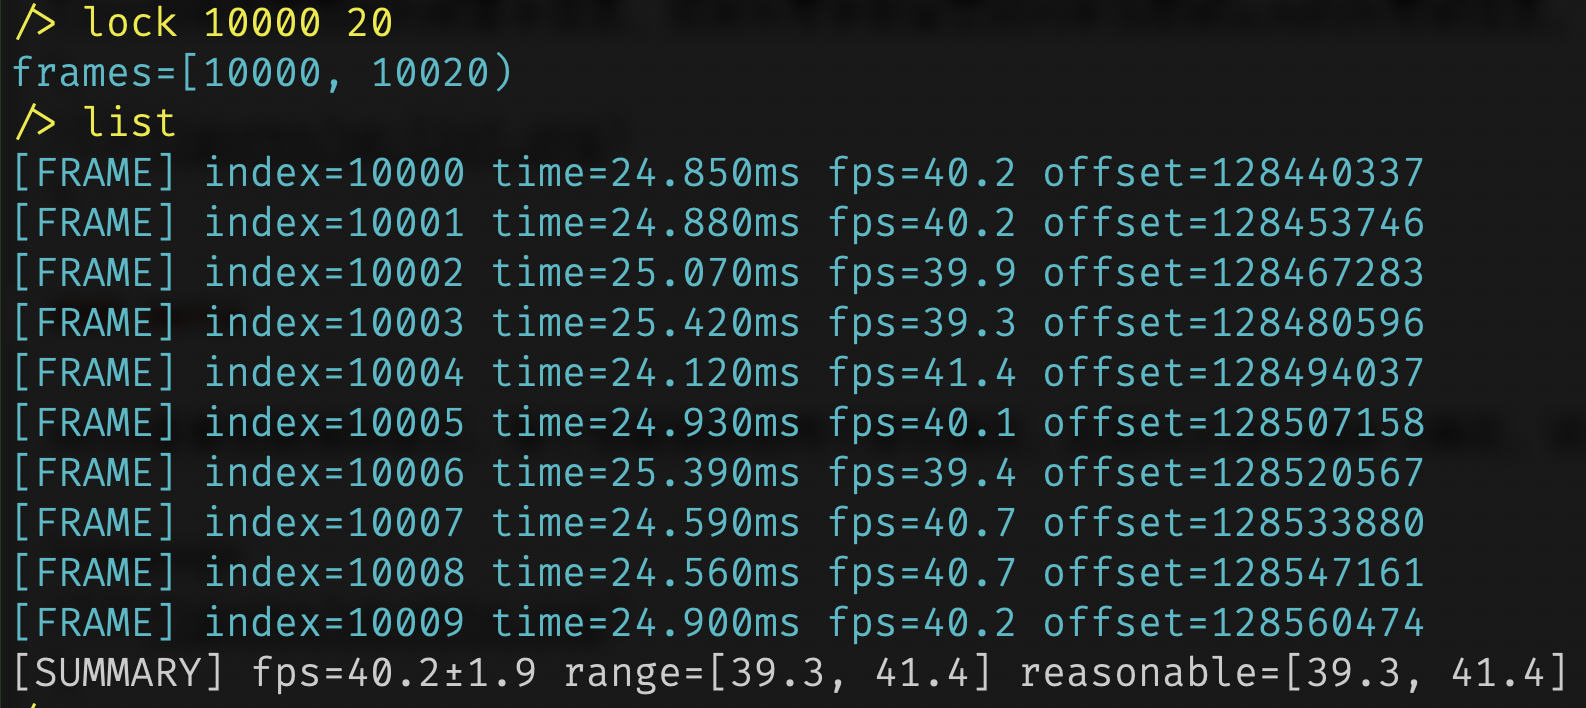 /> lock 10000 20
frames=[10000, 10020)
/> list
[FRAME] index=10000 time=24.850ms fps=40.2 offset=128440337
[FRAME] index=10001 time=24.880ms fps=40.2 offset=128453746
[FRAME] index=10002 time=25.070ms fps=39.9 offset=128467283
[FRAME] index=10003 time=25.420ms fps=39.3 offset=128480596
[FRAME] index=10004 time=24.120ms fps=41.4 offset=128494037
[FRAME] index=10005 time=24.930ms fps=40.1 offset=128507158
[FRAME] index=10006 time=25.390ms fps=39.4 offset=128520567
[FRAME] index=10007 time=24.590ms fps=40.7 offset=128533880
[FRAME] index=10008 time=24.560ms fps=40.7 offset=128547161
[FRAME] index=10009 time=24.900ms fps=40.2 offset=128560474
[SUMMARY] fps=40.2±1.9 range=[39.3, 41.4] reasonable=[39.3, 41.4]